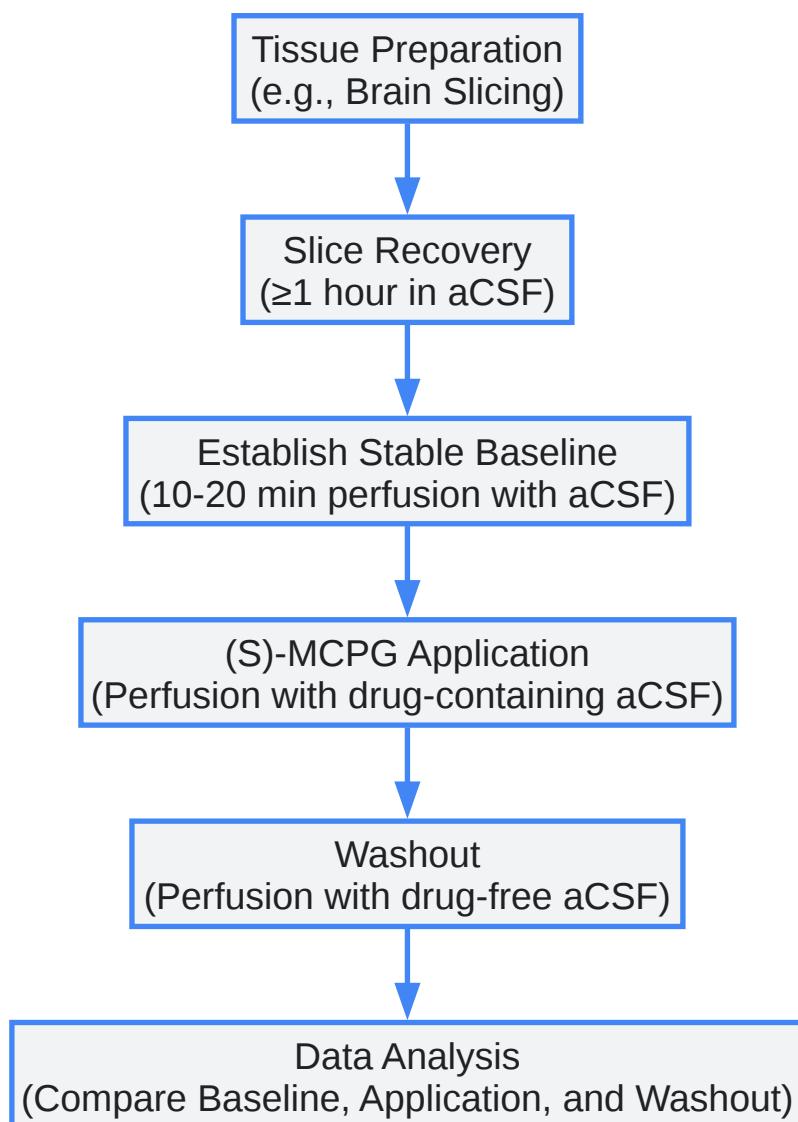 Tissue Preparation
(e.g., Brain Slicing)
Slice Recovery
(≥1 hour in aCSF)
Establish Stable Baseline
(10-20 min perfusion with aCSF)
(S)-MCPG Application
(Perfusion with drug-containing aCSF)
Washout
(Perfusion with drug-free aCSF)
Data Analysis
(Compare Baseline, Application, and Washout)